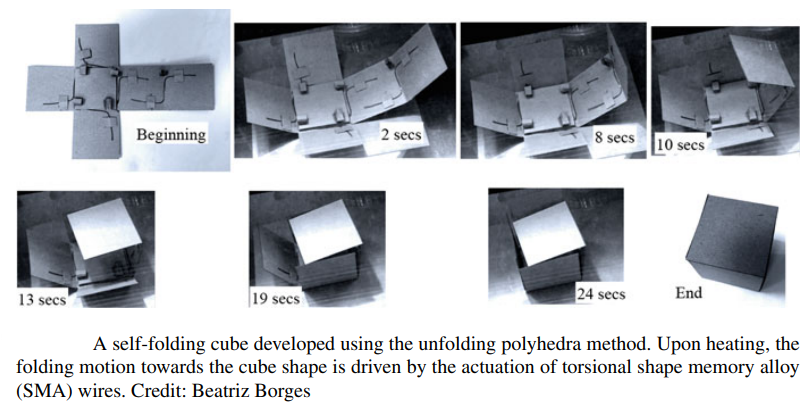 Beginning
2 secs
8 secs
10 secs
13 secs
19 secs
24 secs
End
A self-folding cube developed using the unfolding polyhedra method. Upon heating, the
folding motion towards the cube shape is driven by the actuation of torsional shape memory alloy
(SMA) wires. Credit: Beatriz Borges